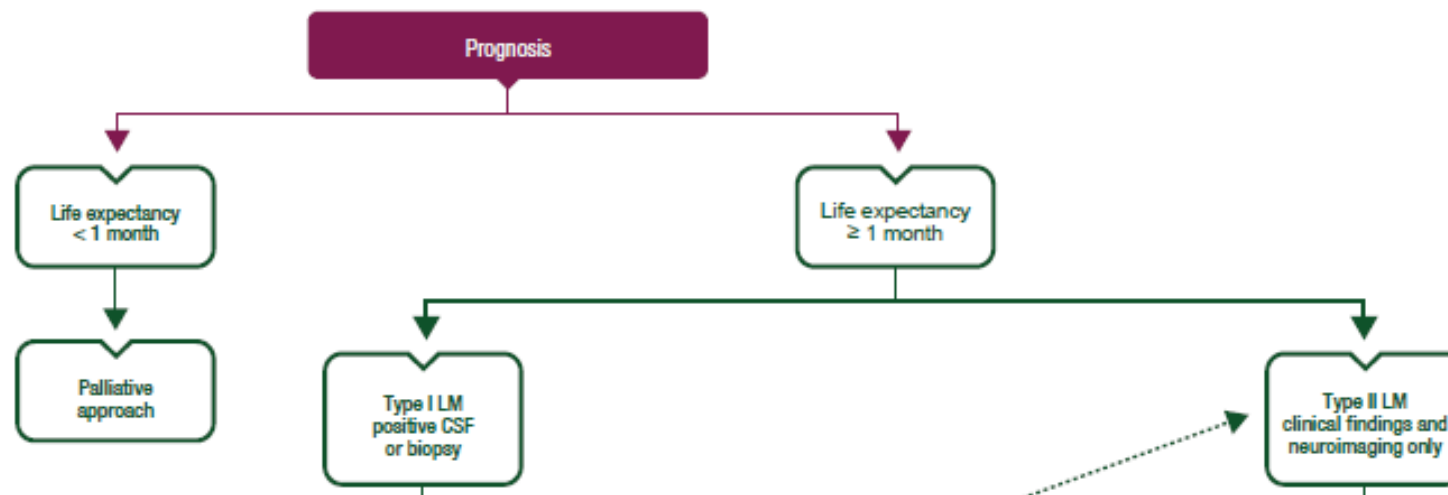 Prognosis
Life expectancy
< 1 month
Life expectancy
≥ 1 month
Palliative
approach
Type I LM
positive CSF
or biopsy
Type II LM
clinical findings and
neuroimaging only